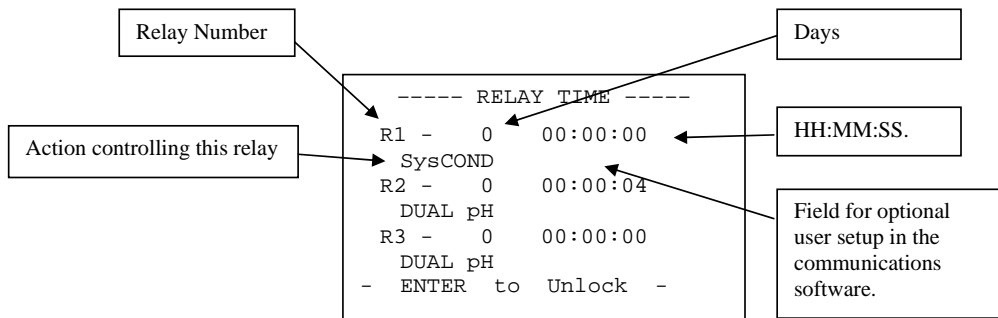 Relay Number
Days
----- RELAY TIME -----
R1 - 0 00:00:00
HH:MM:SS.
Action controlling this relay
SysCOND
R2 - 0 00:00:04
DUAL pH
Field for optional
user setup in the
communications
software.
R3 - 0 00:00:00
DUAL pH
- ENTER to Unlock -